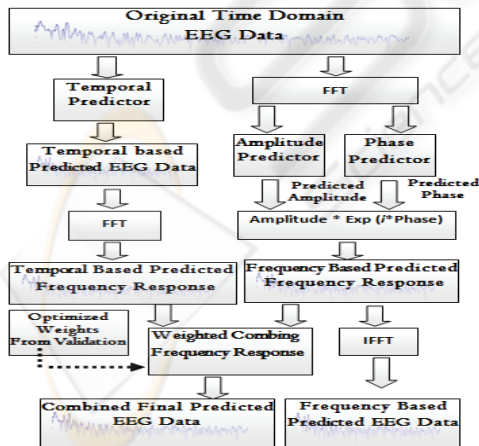 Original Time Domain
EEG Data
Temporal
Predictor
FFT
Temporal based
Predicted EEG Data
Amplitude
Predictor
Phase
Predictor
Predicted
Amplitude
Predicted
Phase
FFT
Amplitude * Exp (i*Phase)
Temporal Based Predicted
Frequency Response
Frequency Based Predicted
Frequency Response
Optimized
Weights
From Validation
Weighted Combing
Frequency Response
IFFT
Combined Final Predicted
EEG Data
Frequency Based
Predicted EEG Data